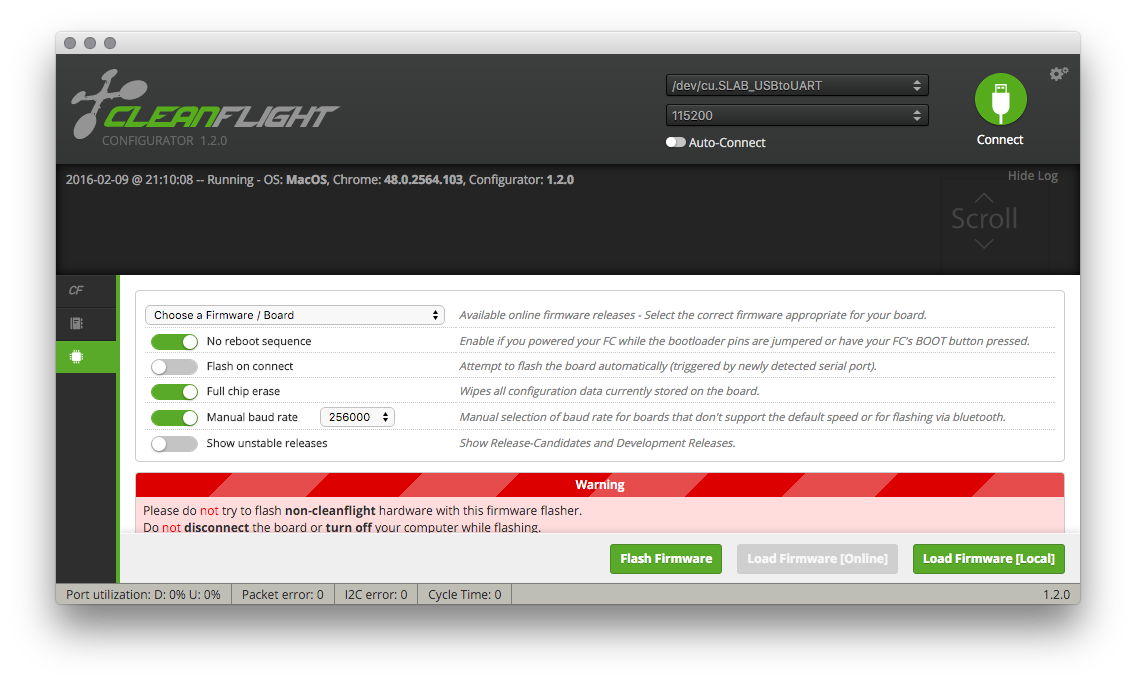 CLEANFLIGHT
CONFIGURATOR 1.2.0
/dev/cu.SLAB_USBtoUART
115200
Auto-Connect
Connect
2016-02-09 @ 21:10:08 -- Running - OS: MacOS, Chrome: 48.0.2564.103, Configurator: 1.2.0
Hide Log
Scroll
CF
Choose a Firmware / Board
Available online firmware releases - Select the correct firmware appropriate for your board.
No reboot sequence
Enable if you powered your FC while the bootloader pins are jumpered or have your FC's BOOT button pressed.
Flash on connect
Attempt to flash the board automatically (triggered by newly detected serial port).
Full chip erase
Wipes all configuration data currently stored on the board.
Manual baud rate 256000
Manual selection of baud rate for boards that don't support the default speed or for flashing via bluetooth.
Show unstable releases
Show Release-Candidates and Development Releases.
Warning
Please do not try to flash non-cleanflight hardware with this firmware flasher.
Do not disconnect the board or turn off your computer while flashing.
Flash Firmware
Load Firmware [Online]
Load Firmware [Local]
Port utilization: D: 0% U: 0%
Packet error: 0
I2C error: 0
Cycle Time: 0
1.2.0